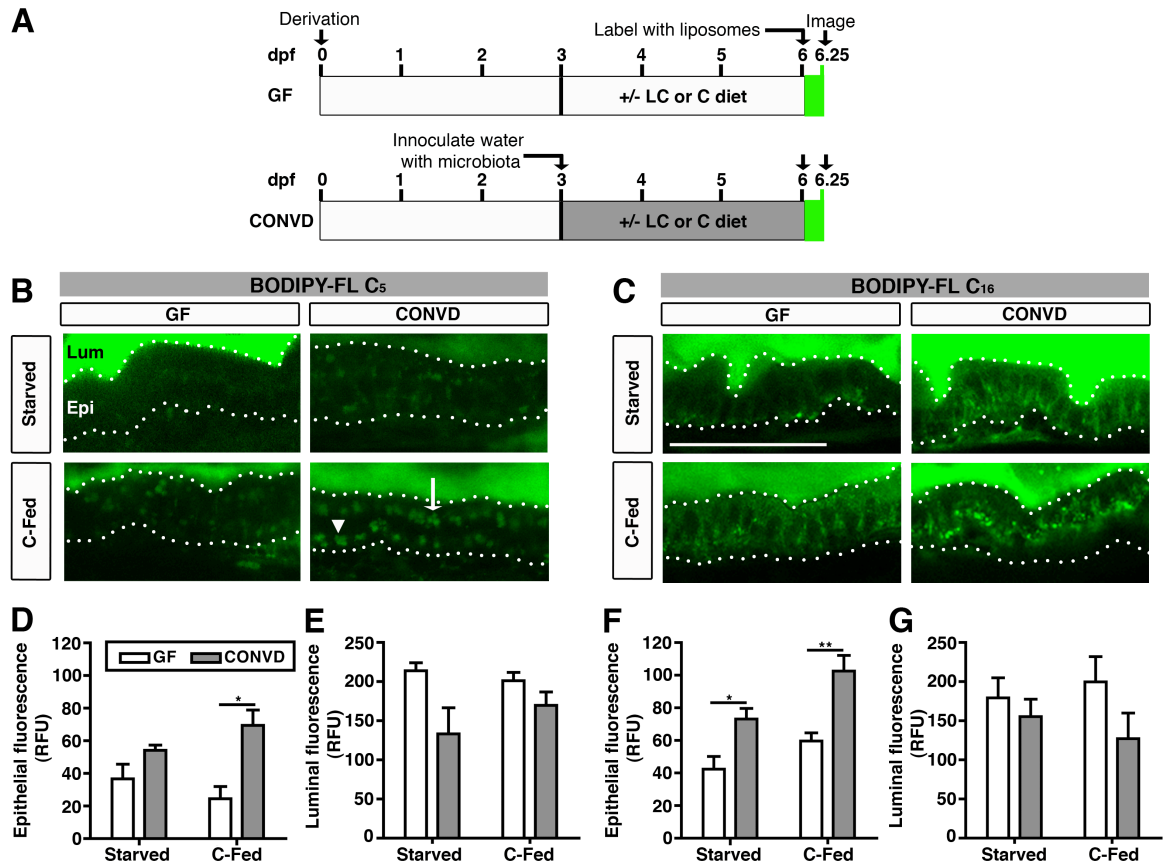 A
Derivation
Label with liposomes
Image
dpf 0 1 2 3 4 5 6 6.25
GF
+/- LC or C diet
Innoculate water
with microbiota
dpf 0 1 2 3 4 5 6 6.25
CONVD
+/- LC or C diet
B
BODIPY-FL C5
GF CONVD
Starved
Lum
Epi
C-Fed
C
BODIPY-FL C16
GF CONVD
Starved
C-Fed
D
Epithelial fluorescence
(RFU)
120
100
80
60
40
20
0
GF CONVD
*
Starved C-Fed
E
Luminal fluorescence
(RFU)
250
200
150
100
50
0
Starved C-Fed
F
Epithelial fluorescence
(RFU)
120
100
80
60
40
20
0
*
**
Starved C-Fed
G
Luminal fluorescence
(RFU)
250
200
150
100
50
0
Starved C-Fed